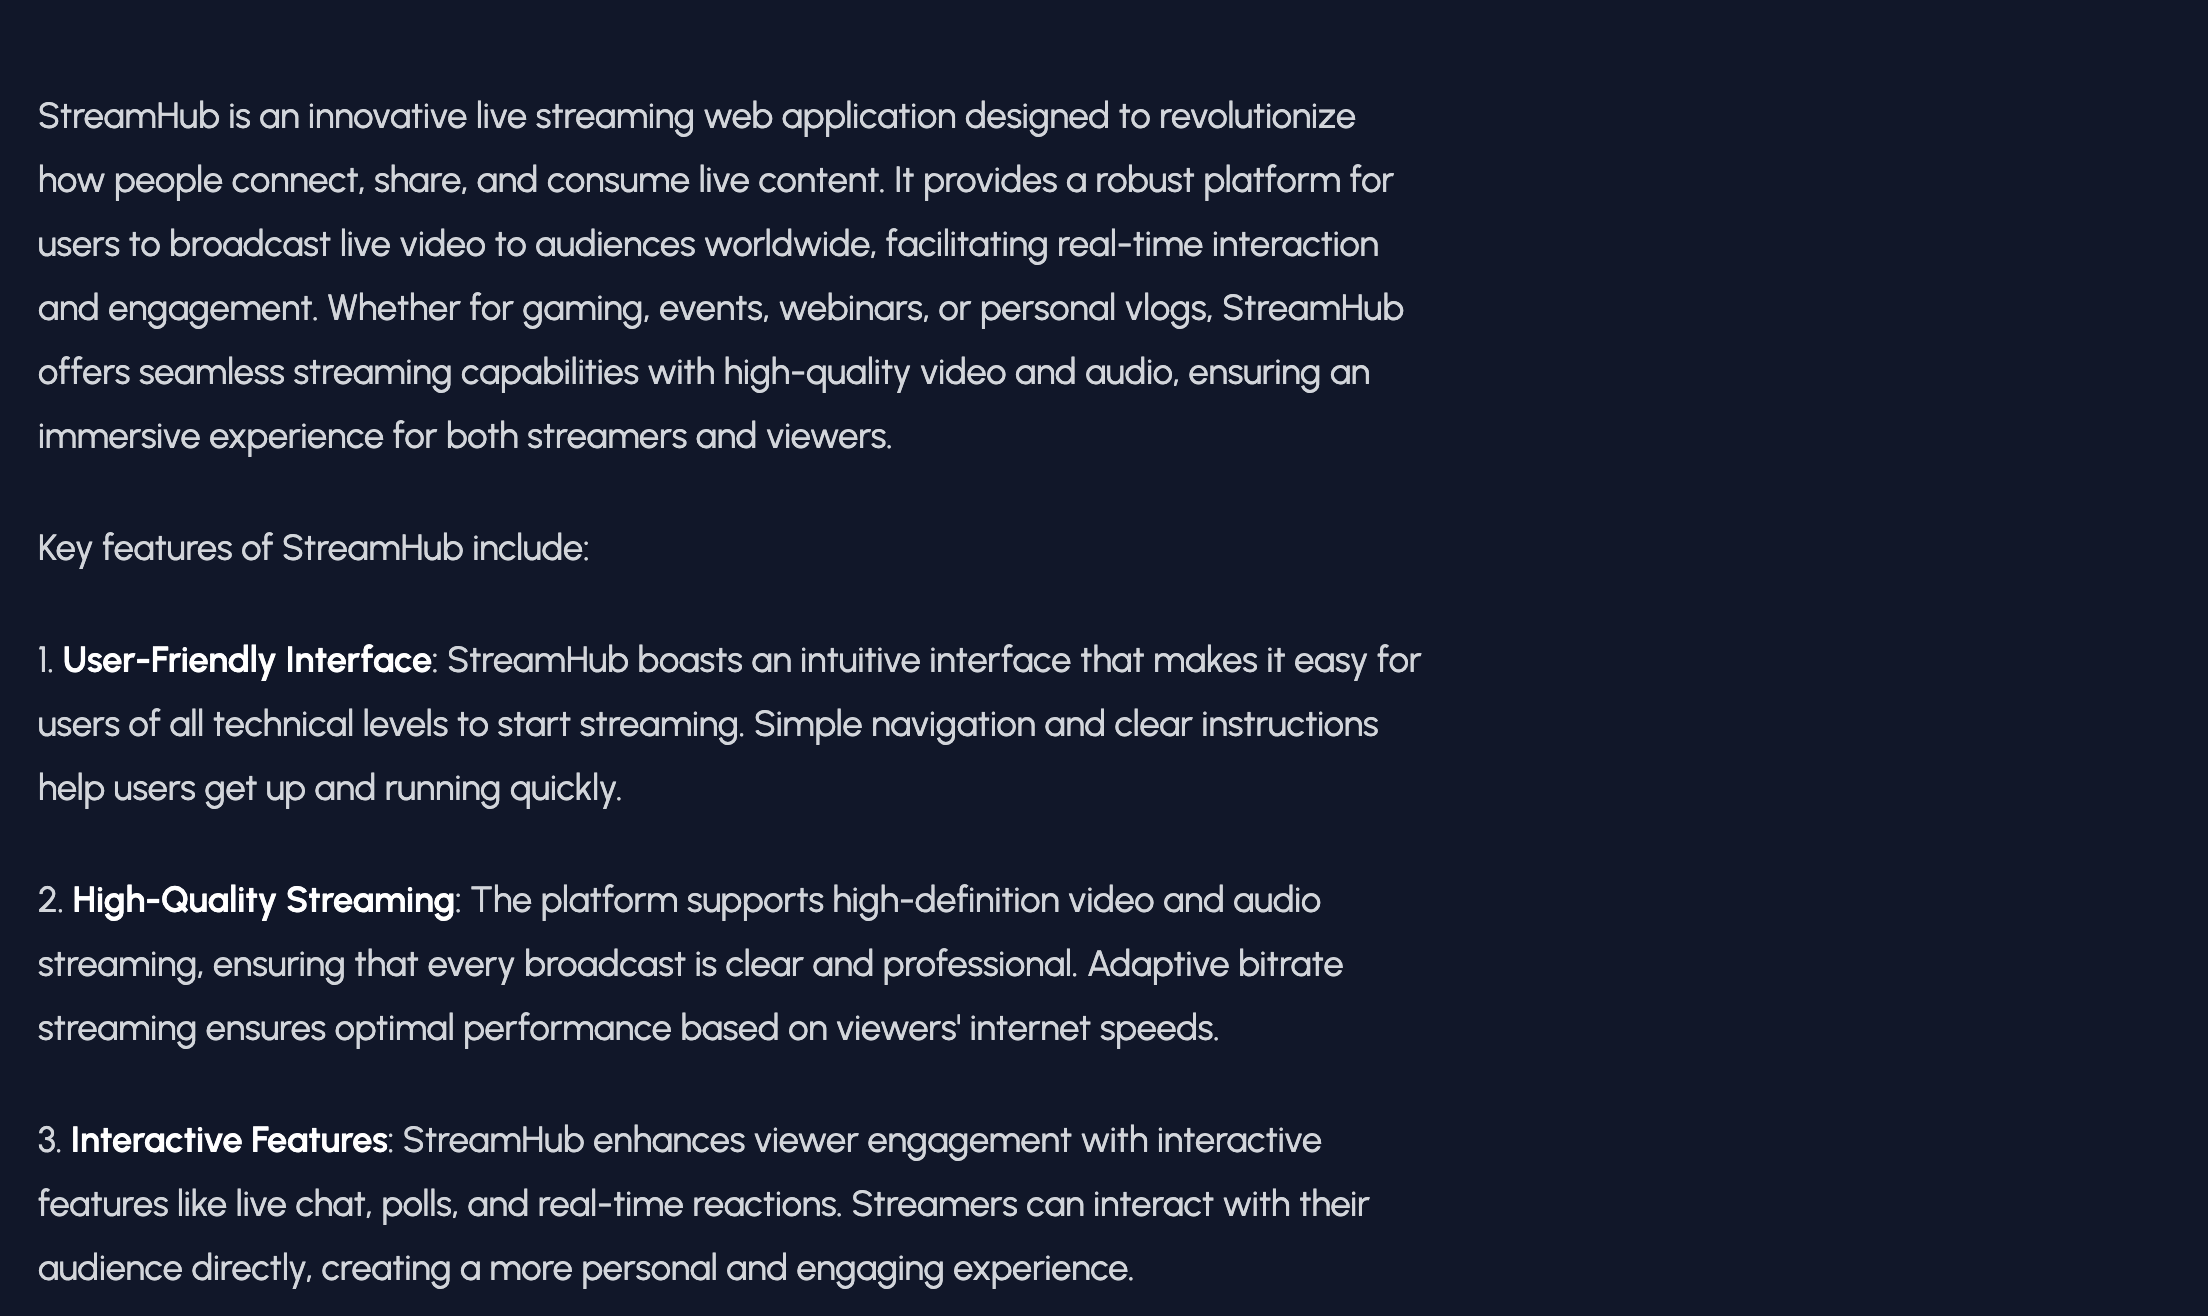 StreamHub is an innovative live streaming web application designed to revolutionize
how people connect, share, and consume live content. It provides a robust platform for
users to broadcast live video to audiences worldwide, facilitating real-time interaction
and engagement. Whether for gaming, events, webinars, or personal vlogs, StreamHub
offers seamless streaming capabilities with high-quality video and audio, ensuring an
immersive experience for both streamers and viewers.
Key features of StreamHub include:
1. User-Friendly Interface: StreamHub boasts an intuitive interface that makes it easy for
users of all technical levels to start streaming. Simple navigation and clear instructions
help users get up and running quickly.
2. High-Quality Streaming: The platform supports high-definition video and audio
streaming, ensuring that every broadcast is clear and professional. Adaptive bitrate
streaming ensures optimal performance based on viewers' internet speeds.
3. Interactive Features: StreamHub enhances viewer engagement with interactive
features like live chat, polls, and real-time reactions. Streamers can interact with their
audience directly, creating a more personal and engaging experience.